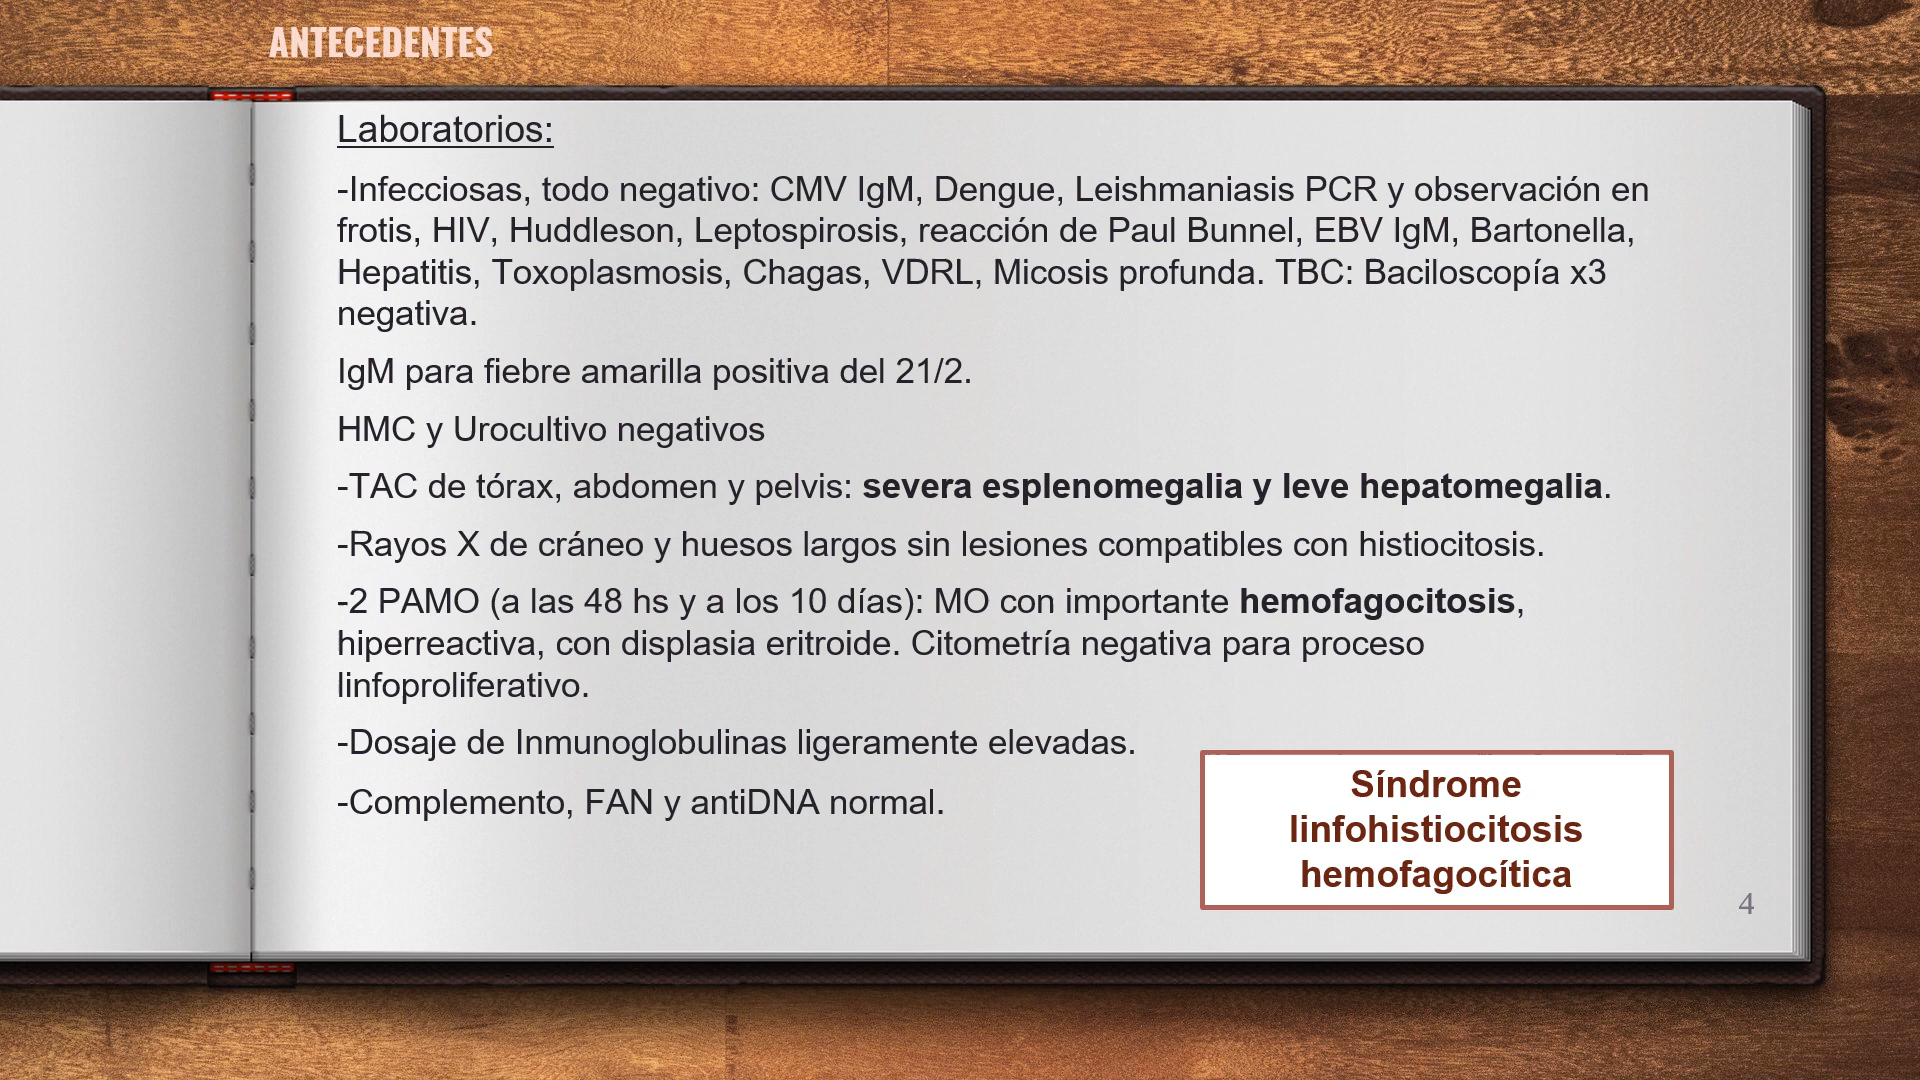 ANTECEDENTES
Laboratorios:
-Infecciosas, todo negativo: CMV IgM, Dengue, Leishmaniasis PCR y observación en
frotis, HIV, Huddleson, Leptospirosis, reacción de Paul Bunnel, EBV IgM, Bartonella,
Hepatitis, Toxoplasmosis, Chagas, VDRL, Micosis profunda. TBC: Baciloscopía x3
negativa.
IgM para fiebre amarilla positiva del 21/2.
HMC y Urocultivo negativos
-TAC de tórax, abdomen y pelvis: severa esplenomegalia y leve hepatomegalia.
-Rayos X de cráneo y huesos largos sin lesiones compatibles con histiocitosis.
-2 PAMO (a las 48 hs y a los 10 días): MO con importante hemofagocitosis,
hiperreactiva, con displasia eritroide. Citometría negativa para proceso
linfoproliferativo.
-Dosaje de Inmunoglobulinas ligeramente elevadas.
-Complemento, FAN y antiDNA normal.
Síndrome
linfohistiocitosis
hemofagocítica
4